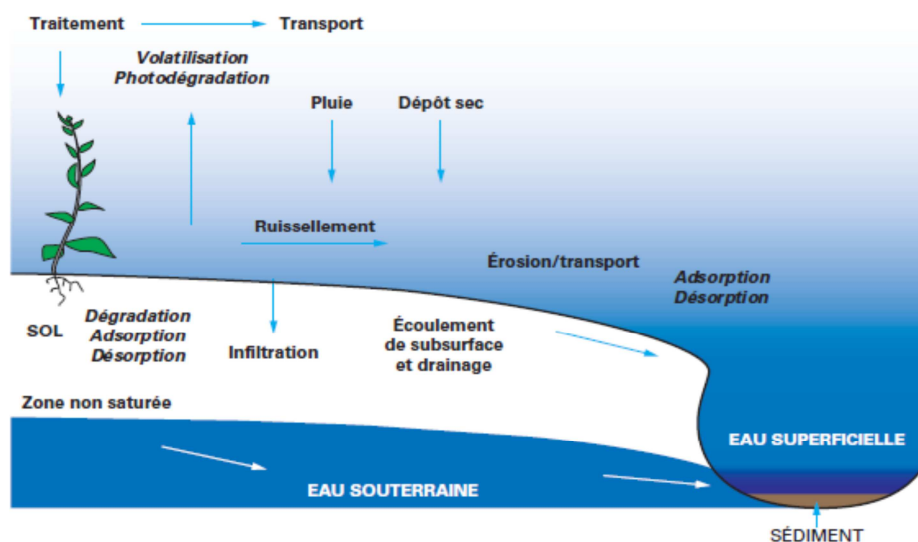 Traitement
Transport
Volatilisation
Photodégradation
Pluie
Dépôt sec
Ruissellement
Érosion/transport
Adsorption
Désorption
SOL
Dégradation
Adsorption
Désorption
Infiltration
Écoulement
de subsurface
et drainage
Zone non saturée
EAU SUPERFICIELLE
EAU SOUTERRAINE
SÉDIMENT